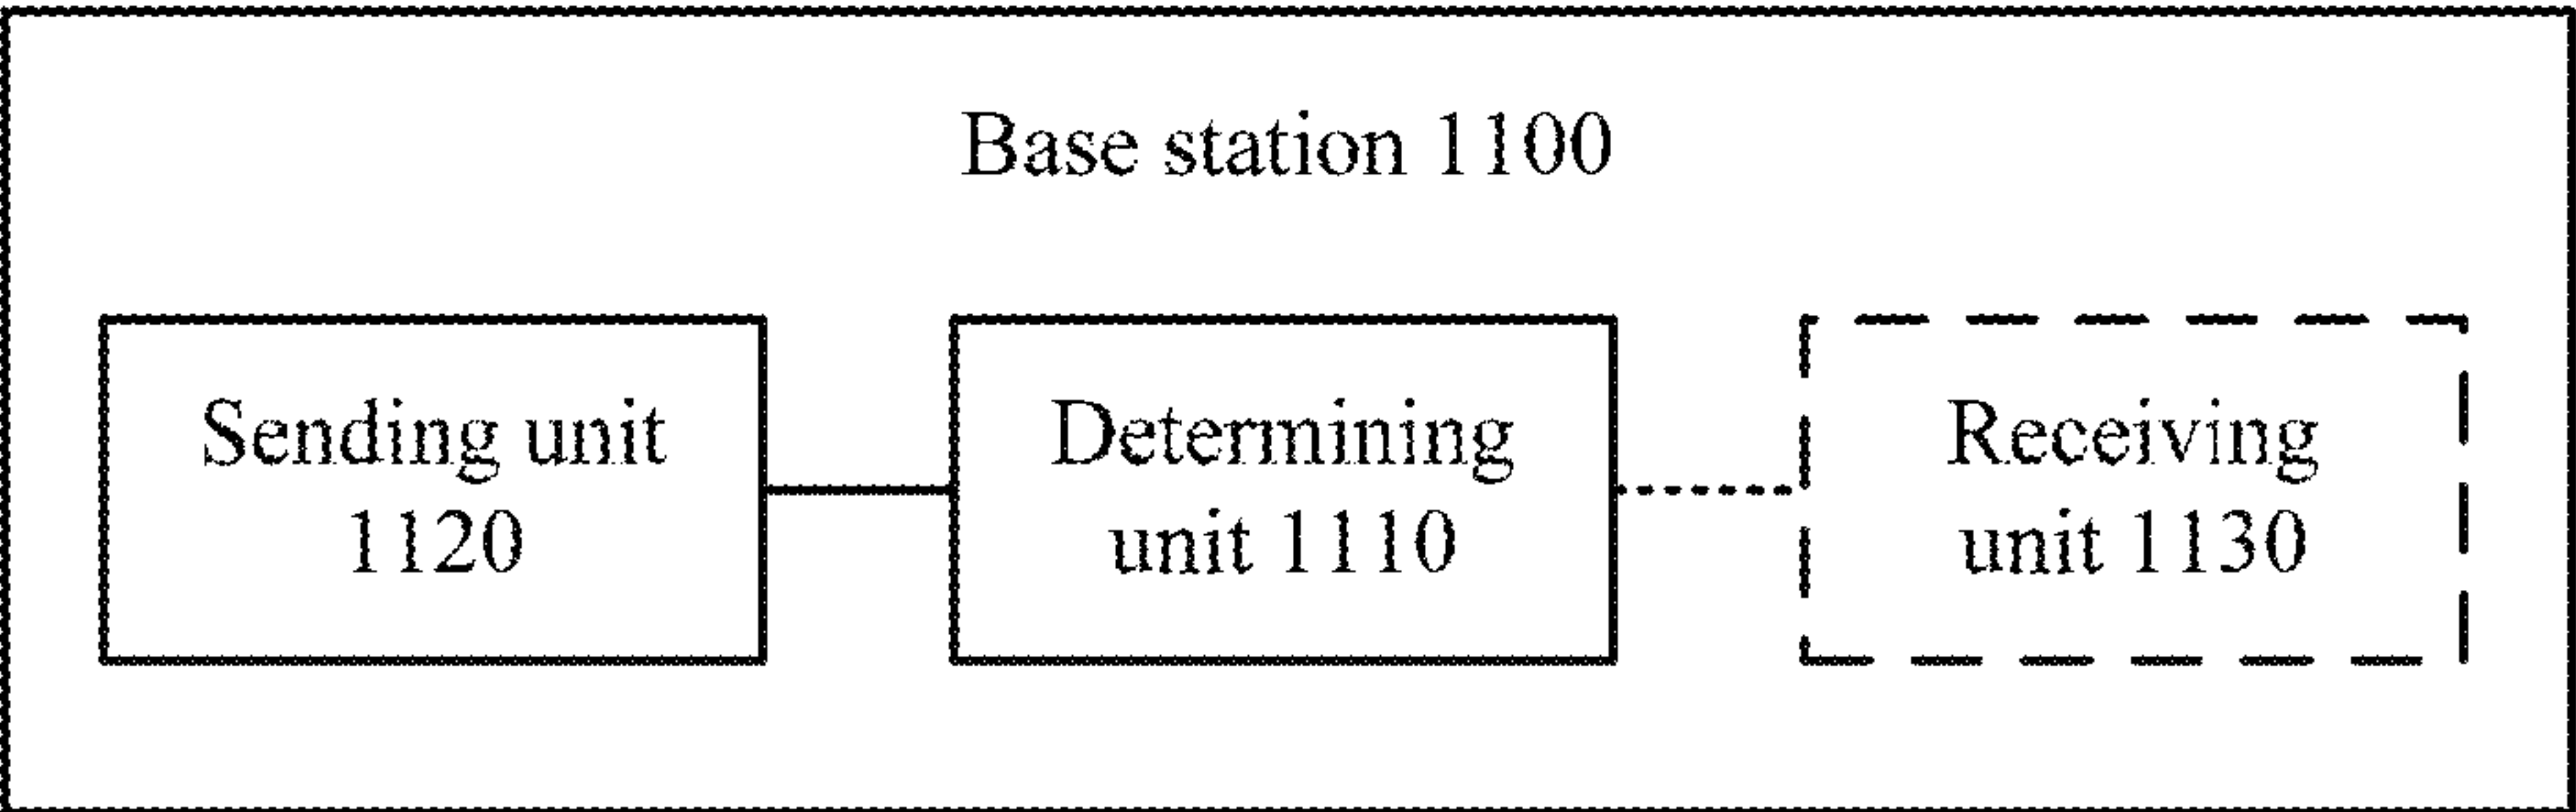 Base station 1100
Sending unit
1120
Determining
unit 1110
Receiving
unit 1130